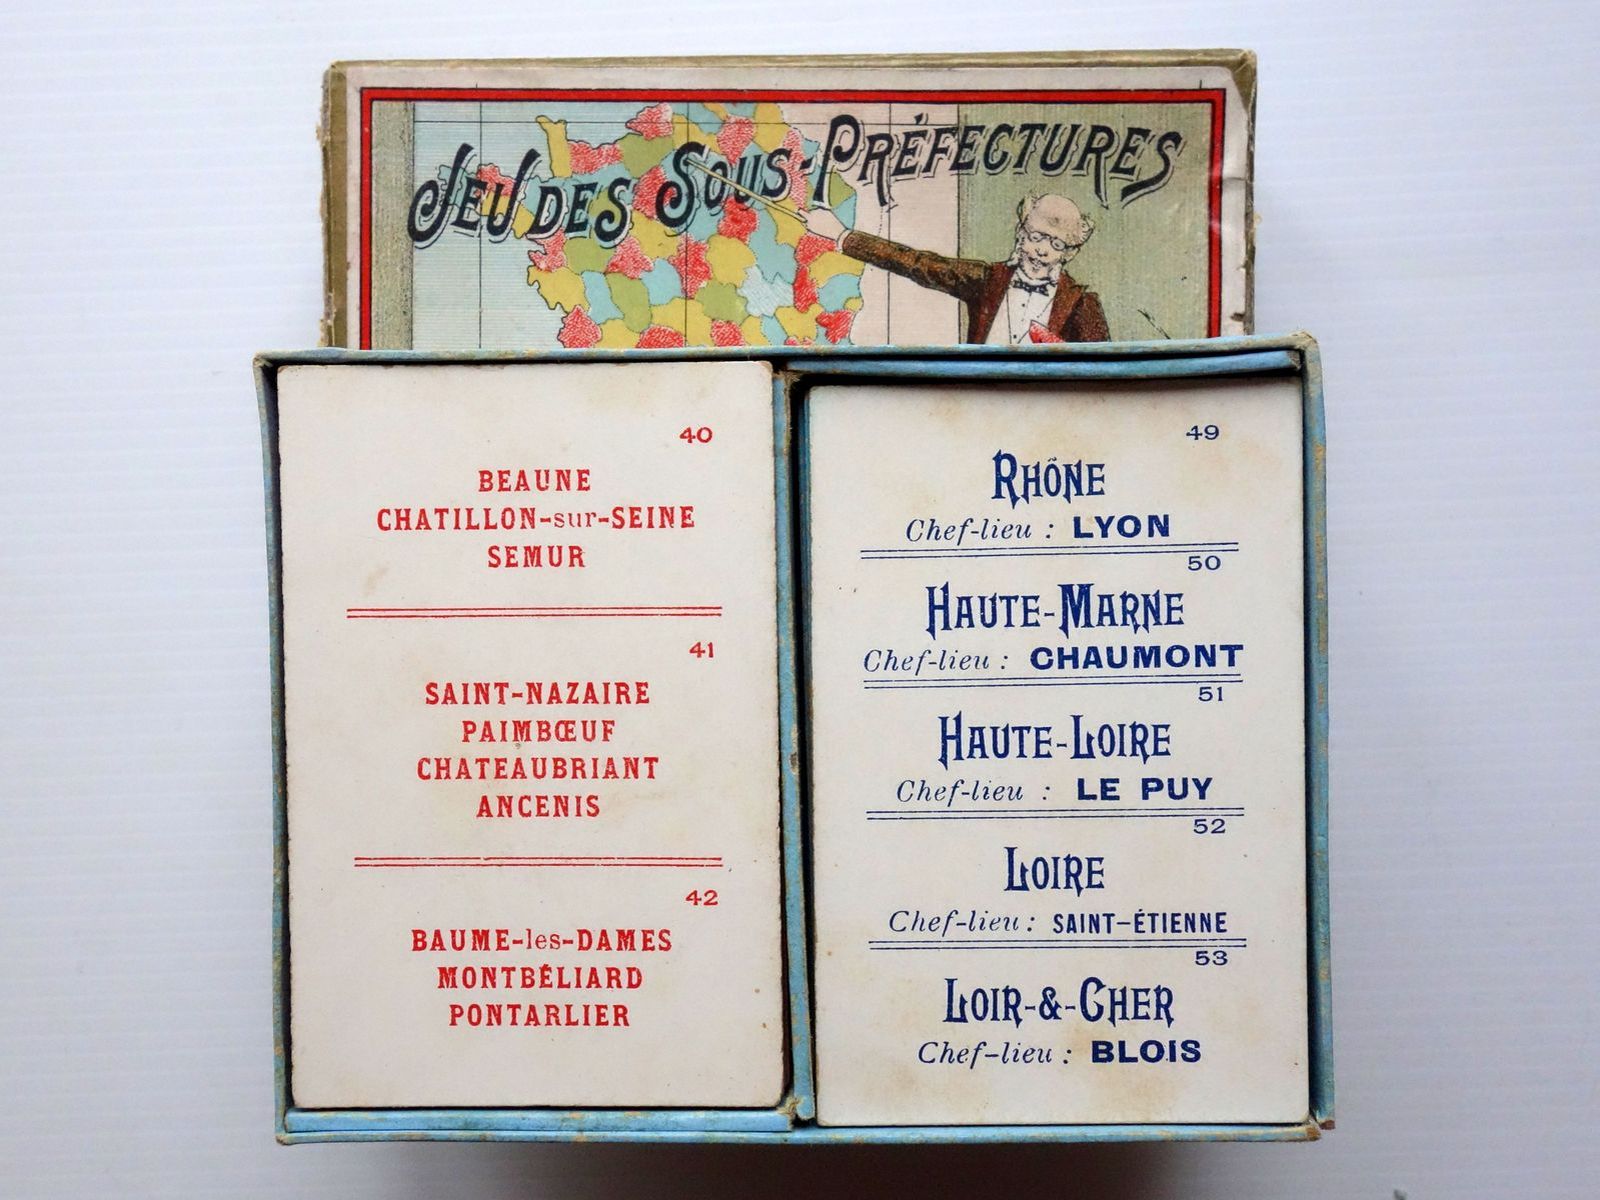 JEU DES SOUS-PRÉFECTURES
40
BEAUNE
CHATILLON-sur-SEINE
SEMUR
41
SAINT-NAZAIRE
PAIMBŒUF
CHATEAUBRIANT
ANCENIS
42
BAUME-les-DAMES
MONTBÉLIARD
PONTARLIER
49
RHÔNE
Chef-lieu : LYON
50
HAUTE-MARNE
Chef-lieu : CHAUMONT
51
HAUTE-LOIRE
Chef-lieu : LE PUY
52
LOIRE
Chef-lieu : SAINT-ÉTIENNE
53
LOIR-&-CHER
Chef-lieu : BLOIS